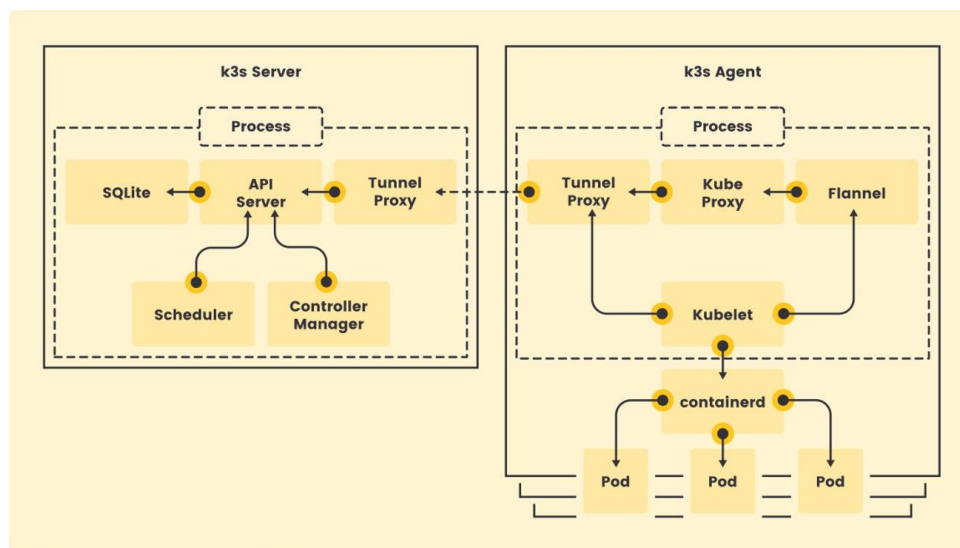 k3s Server
k3s Agent
Process
Process
SQLite
API
Server
Tunnel
Proxy
Tunnel
Proxy
Kube
Proxy
Flannel
Scheduler
Controller
Manager
Kubelet
containerd
Pod
Pod
Pod